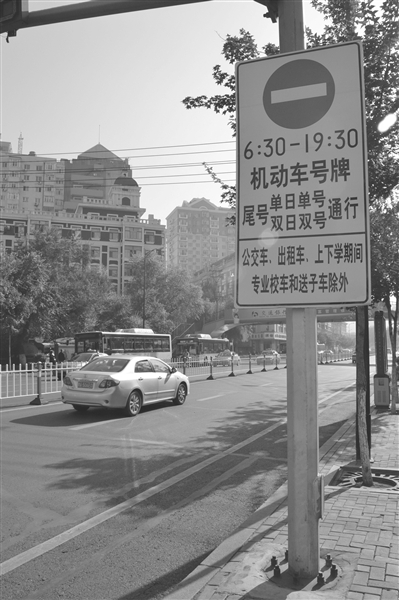 6:30-19:30
机动车号牌
尾号单日单号双日双号通行
公交车、出租车、上下学期间
专业校车和送子车除外